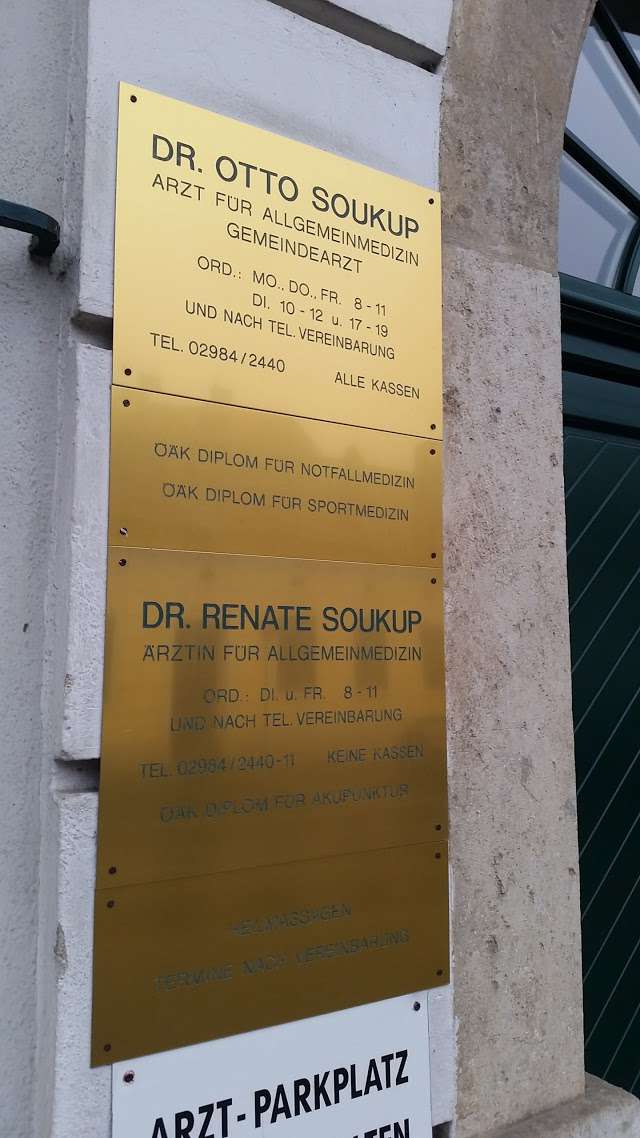 DR. OTTO SOUKUP
ARZT FÜR ALLGEMEINMEDIZIN
GEMEINDEARZT
ORD.: MO., DO., FR. 8 - 11
DI. 10 - 12 u. 17 - 19
UND NACH TEL. VEREINBARUNG
TEL. 02984 / 2440 ALLE KASSEN
ÖÄK DIPLOM FÜR NOTFALLMEDIZIN
ÖÄK DIPLOM FÜR SPORTMEDIZIN
DR. RENATE SOUKUP
ÄRZTIN FÜR ALLGEMEINMEDIZIN
ORD.: DI. u. FR. 8 - 11
UND NACH TEL. VEREINBARUNG
TEL. 02984 / 2440 - 11 KEINE KASSEN
ÖÄK DIPLOM FÜR AKUPUNKTUR
HEILMASSAGEN
TERMINE NACH VEREINBARUNG
ARZT-PARKPLATZ